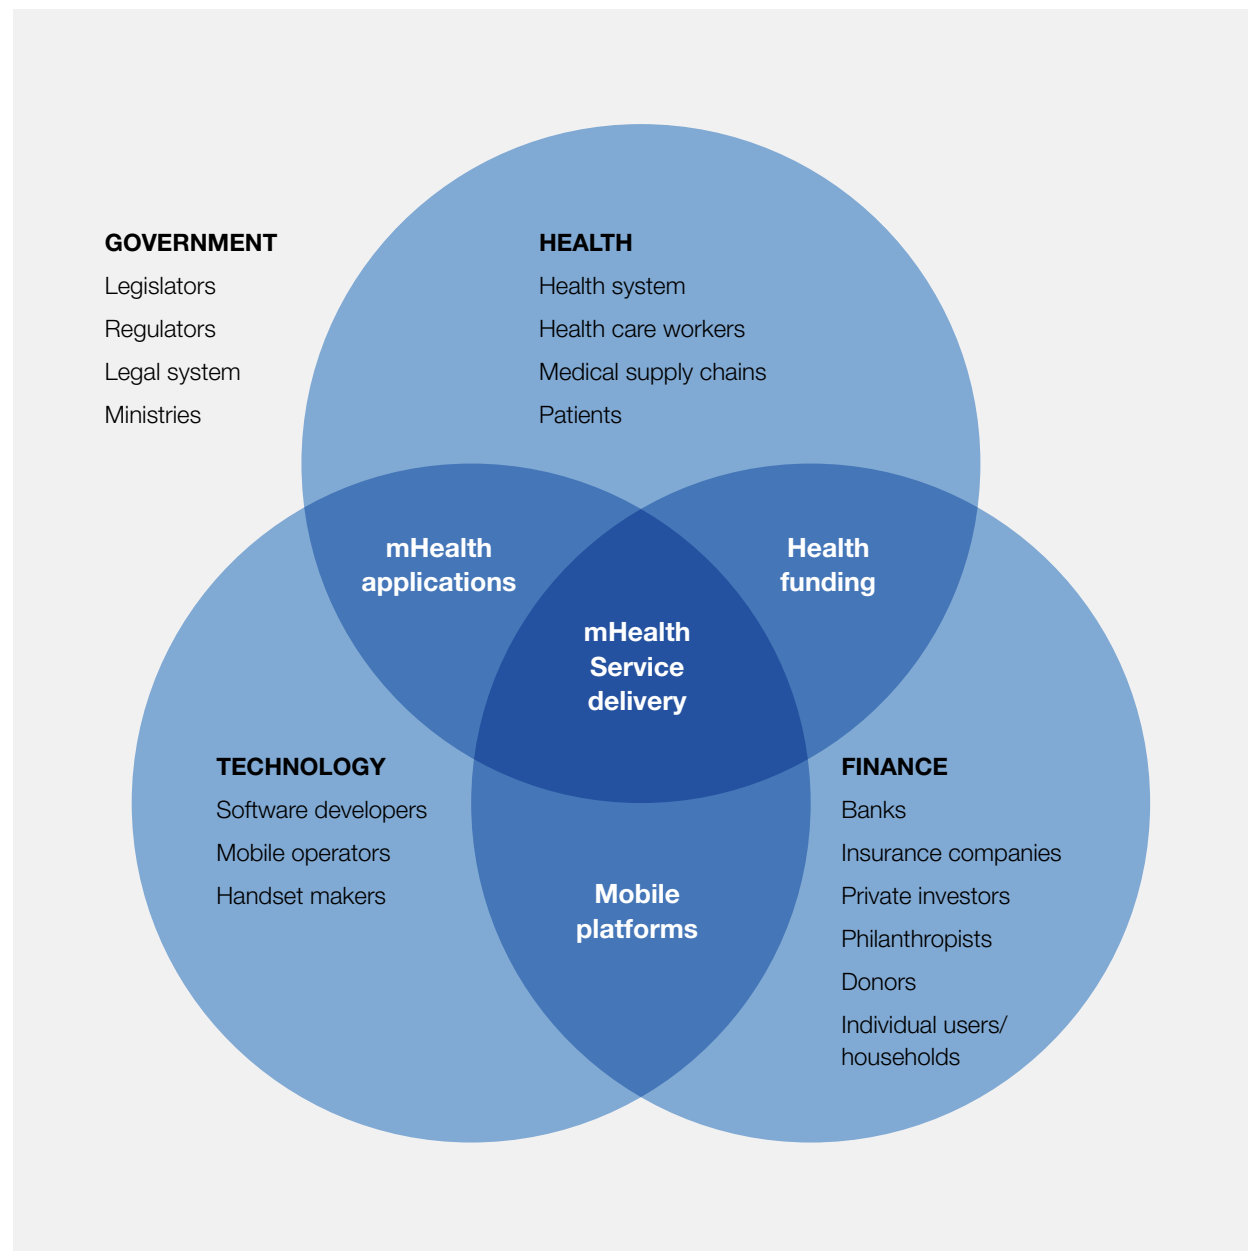 GOVERNMENT
Legislators
Regulators
Legal system
Ministries
HEALTH
Health system
Health care workers
Medical supply chains
Patients
mHealth
applications
Health
funding
mHealth
Service
delivery
TECHNOLOGY
Software developers
Mobile operators
Handset makers
Mobile
platforms
FINANCE
Banks
Insurance companies
Private investors
Philanthropists
Donors
Individual users/
households